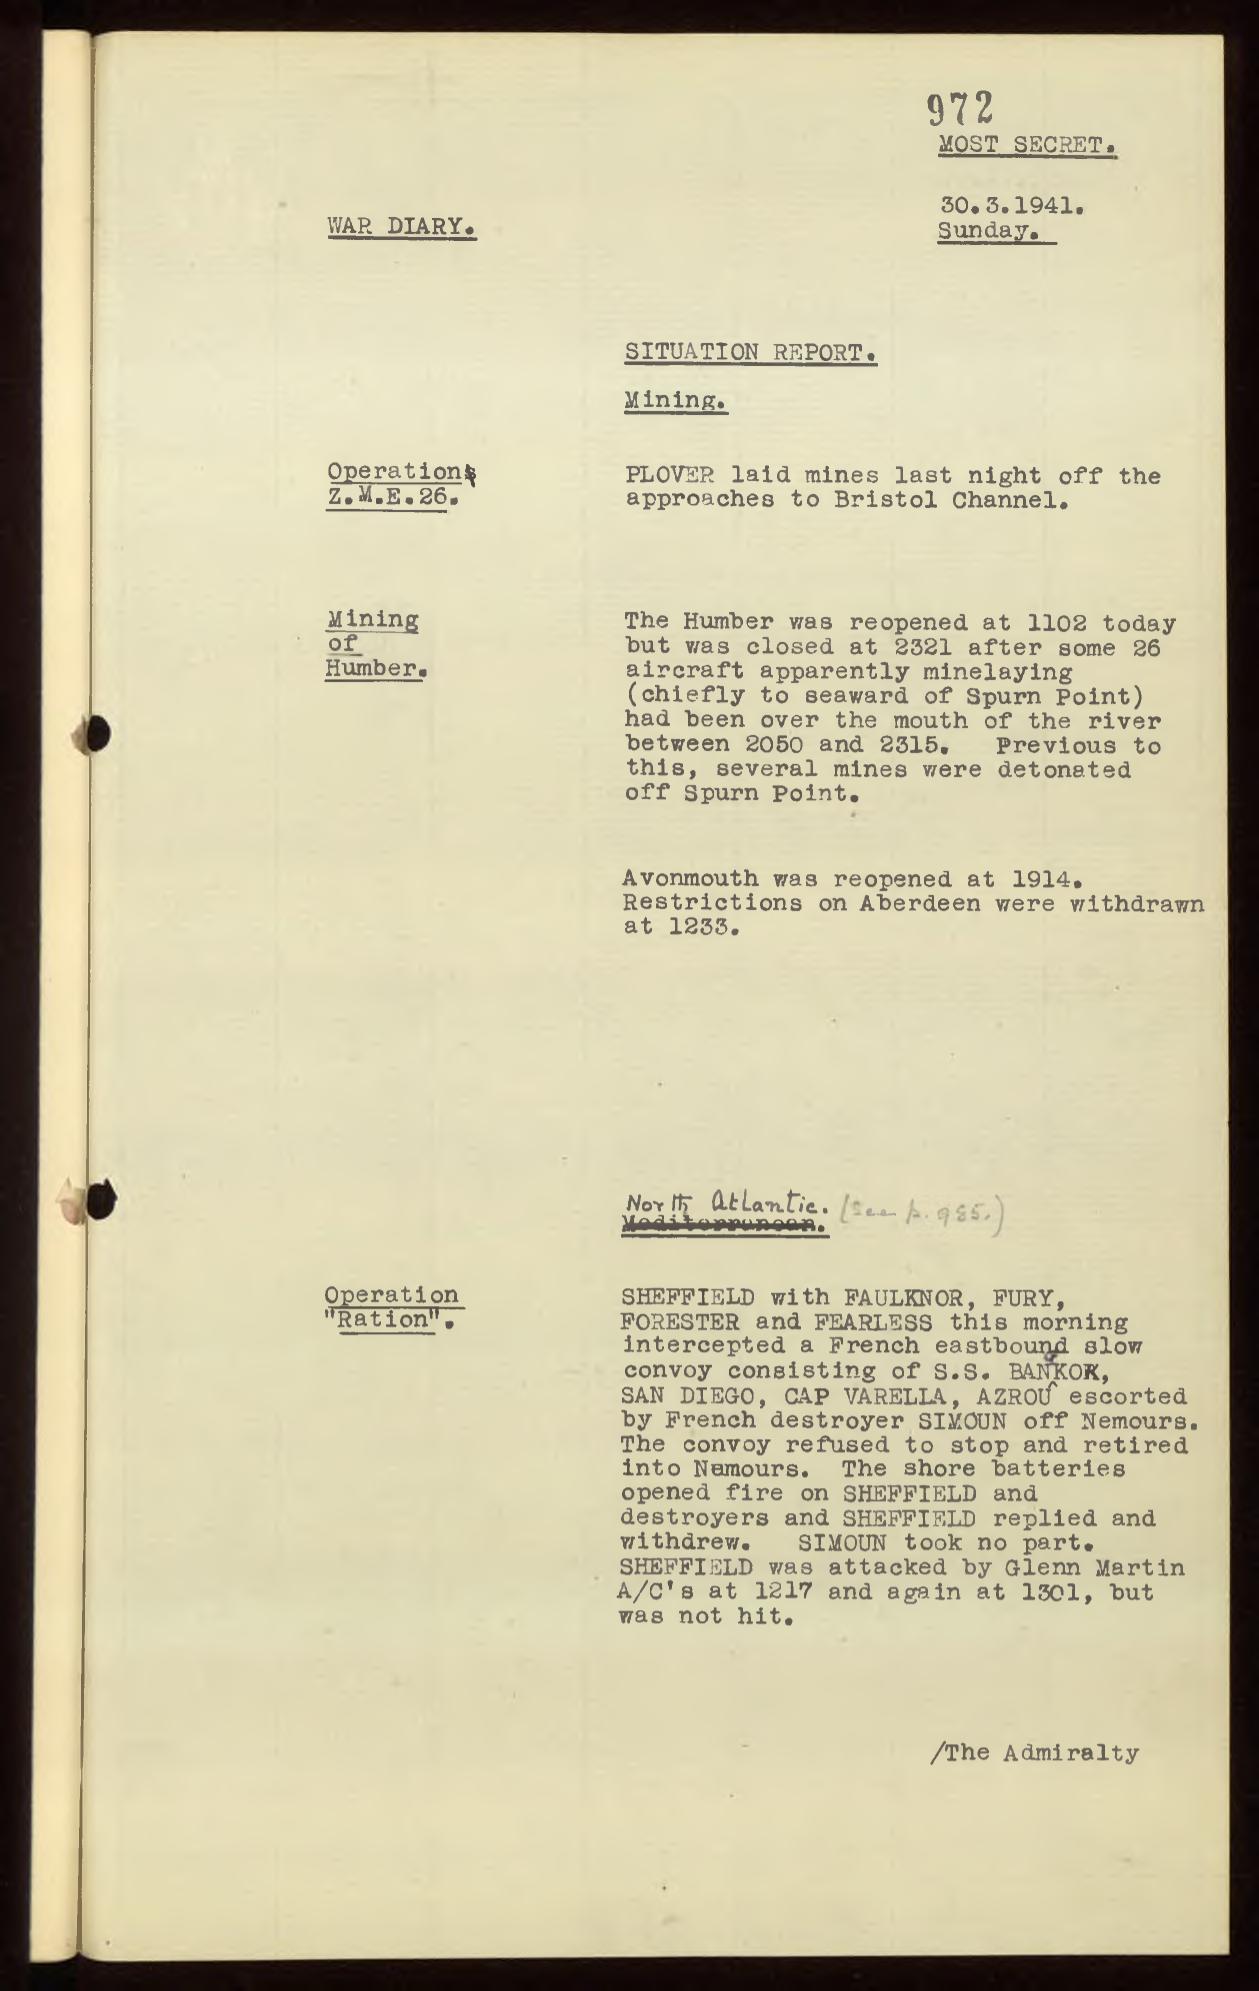 972
MOST SECRET.
30.3.1941.
Sunday.
WAR DIARY.
SITUATION REPORT.
Mining.
Operation
Z.M.E.26.
PLOVER laid mines last night off the
approaches to Bristol Channel.
Mining
of
Humber.
The Humber was reopened at 1102 today
but was closed at 2321 after some 26
aircraft apparently minelaying
(chiefly to seaward of Spurn Point)
had been over the mouth of the river
between 2050 and 2315. Previous to
this, several mines were detonated
off Spurn Point.
Avonmouth was reopened at 1914.
Restrictions on Aberdeen were withdrawn
at 1233.
North Atlantic. (See p. 985.)
Mediterranean.
Operation
"Ration".
SHEFFIELD with FAULKNOR, FURY,
FORESTER and FEARLESS this morning
intercepted a French eastbound slow
convoy consisting of S.S. BANGKOK,
SAN DIEGO, CAP VARELLA, AZROU escorted
by French destroyer SIMOUN off Nemours.
The convoy refused to stop and retired
into Nemours. The shore batteries
opened fire on SHEFFIELD and
destroyers and SHEFFIELD replied and
withdrew. SIMOUN took no part.
SHEFFIELD was attacked by Glenn Martin
A/C's at 1217 and again at 1301, but
was not hit.
/The Admiralty